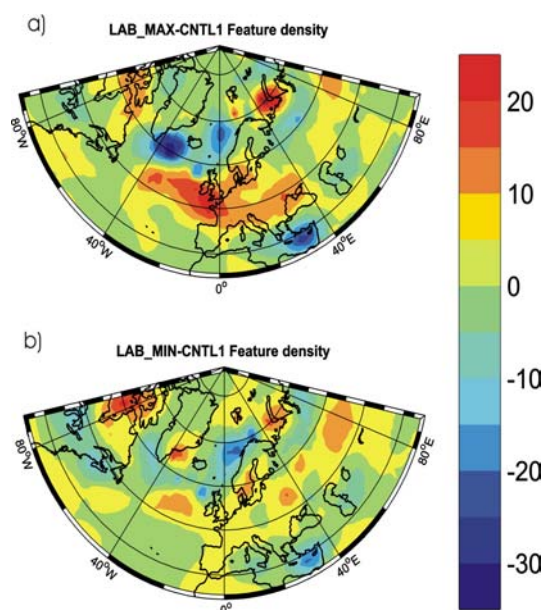 a)
LAB_MAX-CNTL1 Feature density
80°W
40°W
0°
40°E
80°E
b)
LAB_MIN-CNTL1 Feature density
80°W
40°W
0°
40°E
80°E
20
10
0
-10
-20
-30